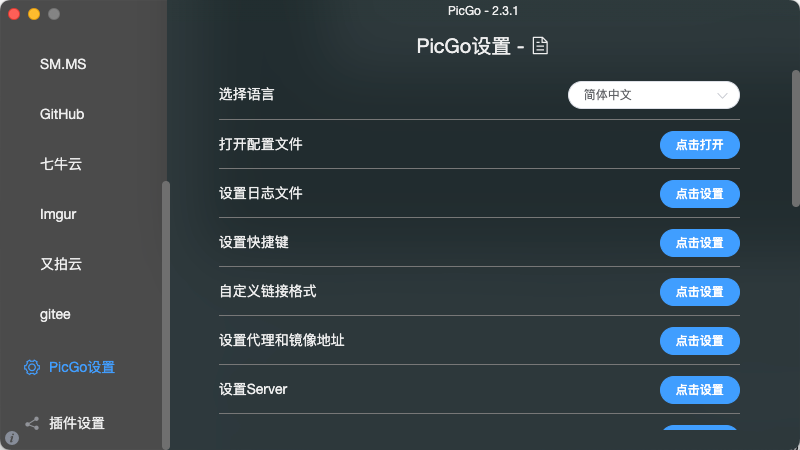 PicGo - 2.3.1
PicGo设置 -
SM.MS
GitHub
七牛云
Imgur
又拍云
gitee
PicGo设置
插件设置
选择语言 简体中文
打开配置文件 点击打开
设置日志文件 点击设置
设置快捷键 点击设置
自定义链接格式 点击设置
设置代理和镜像地址 点击设置
设置Server 点击设置